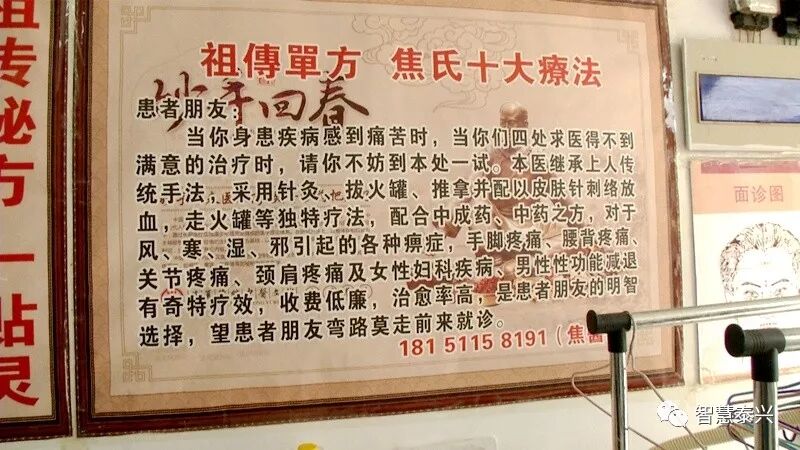 祖传秘方 一贴灵
祖傳單方 焦氏十大療法
妙手回春
患者朋友：
当你身患疾病感到痛苦时，当你们四处求医得不到
满意的治疗时，请你不妨到本处一试。本医继承上人传
统手法，采用针灸、拔火罐、推拿并配以皮肤针刺络放
血，走火罐等独特疗法，配合中成药、中药之方，对于
风、寒、湿、邪引起的各种痹症，手脚疼痛、腰背疼痛、
关节疼痛、颈肩疼痛及女性妇科疾病、男性性功能减退
有奇特疗效，收费低廉，治愈率高，是患者朋友的明智
选择，望患者朋友弯路莫走前来就诊。
181 5115 8191（焦醫
面诊图
智慧泰兴